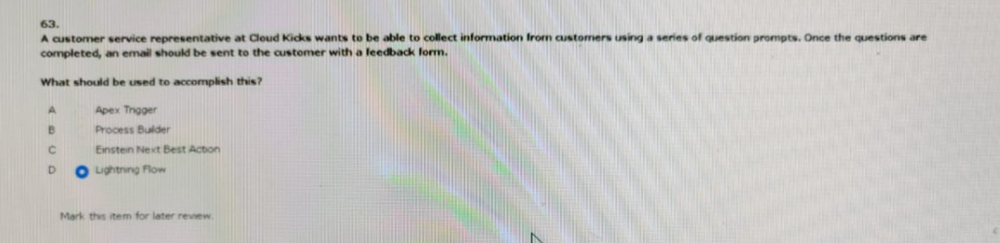 63.
A customer service representative at Cloud Kicks wants to be able to collect information from customers using a series of question prompts. Once the questions are
completed, an email should be sent to the customer with a feedback form.
What should be used to accomplish this?
A Apex Trigger
B Process Builder
C Einstein Next Best Action
D Lightning Flow
Mark this item for later review.